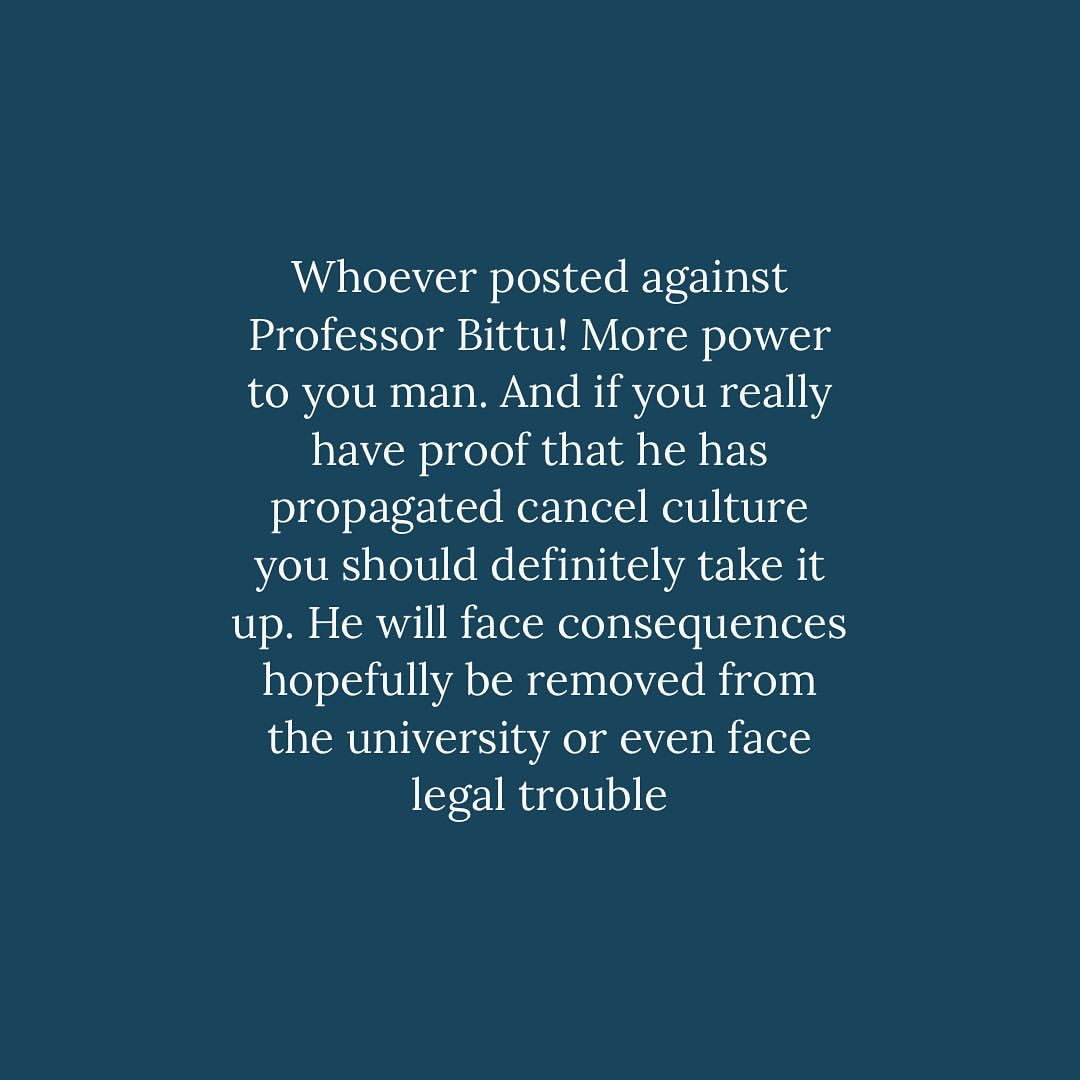 Whoever posted against
Professor Bittu! More power
to you man. And if you really
have proof that he has
propagated cancel culture
you should definitely take it
up. He will face consequences
hopefully be removed from
the university or even face
legal trouble